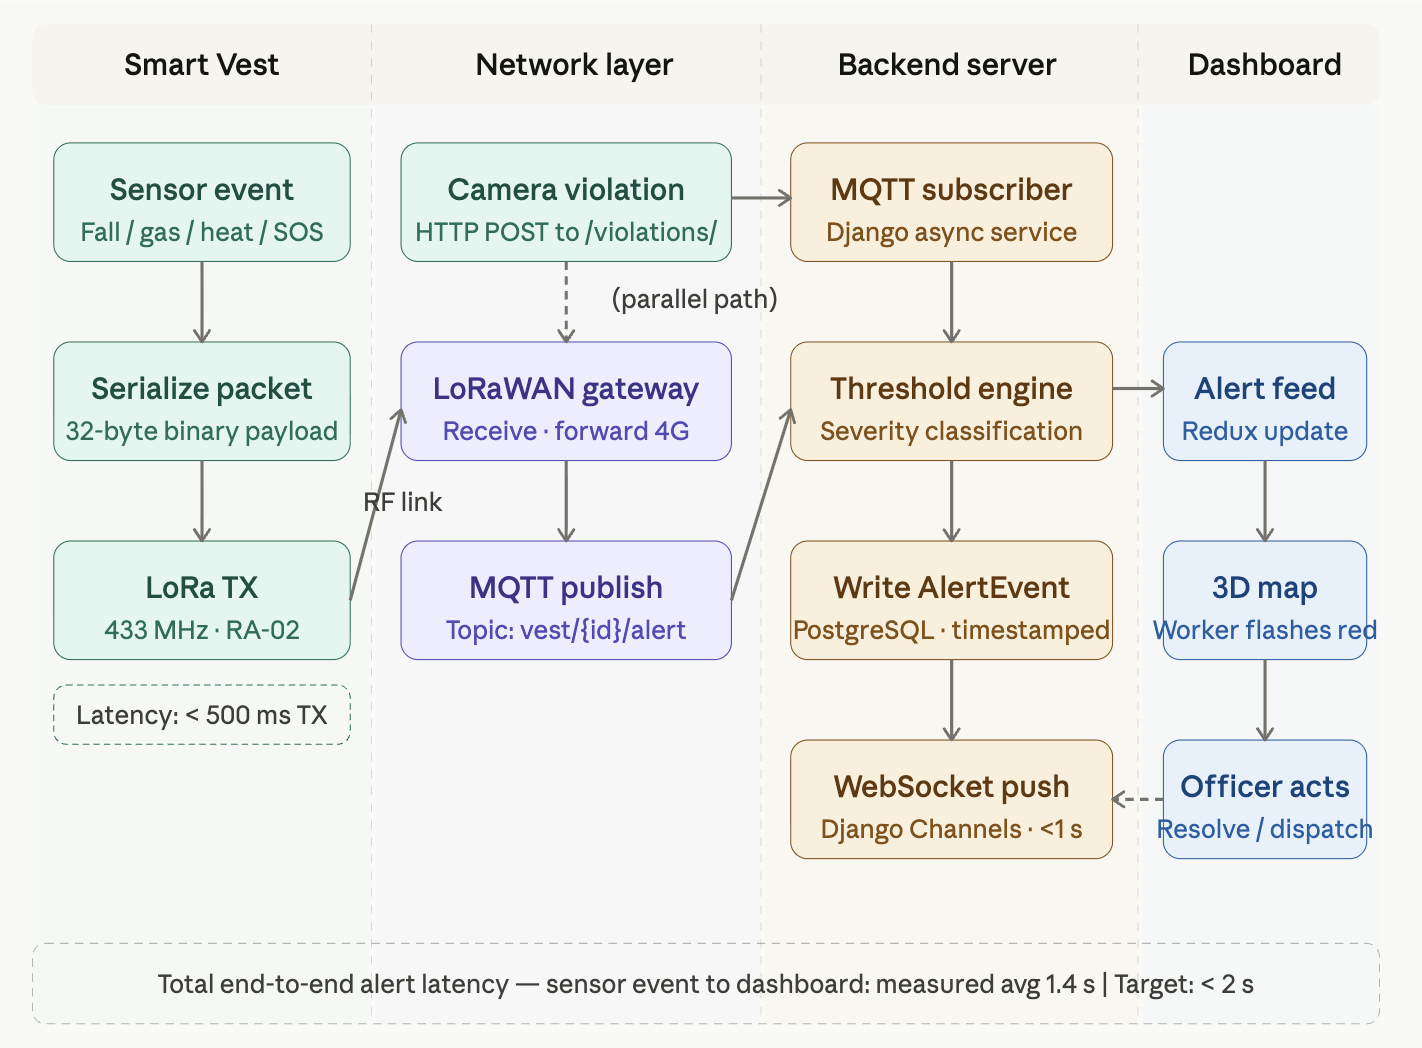 Smart Vest
Network layer
Backend server
Dashboard
Sensor event
Fall / gas / heat / SOS
Camera violation
HTTP POST to /violations/
MQTT subscriber
Django async service
(parallel path)
Serialize packet
32-byte binary payload
LoRaWAN gateway
Receive · forward 4G
Threshold engine
Severity classification
Alert feed
Redux update
RF link
LoRa TX
433 MHz · RA-02
MQTT publish
Topic: vest/{id}/alert
Write AlertEvent
PostgreSQL · timestamped
3D map
Worker flashes red
Latency: < 500 ms TX
WebSocket push
Django Channels · <1 s
Officer acts
Resolve / dispatch
Total end-to-end alert latency — sensor event to dashboard: measured avg 1.4 s | Target: < 2 s